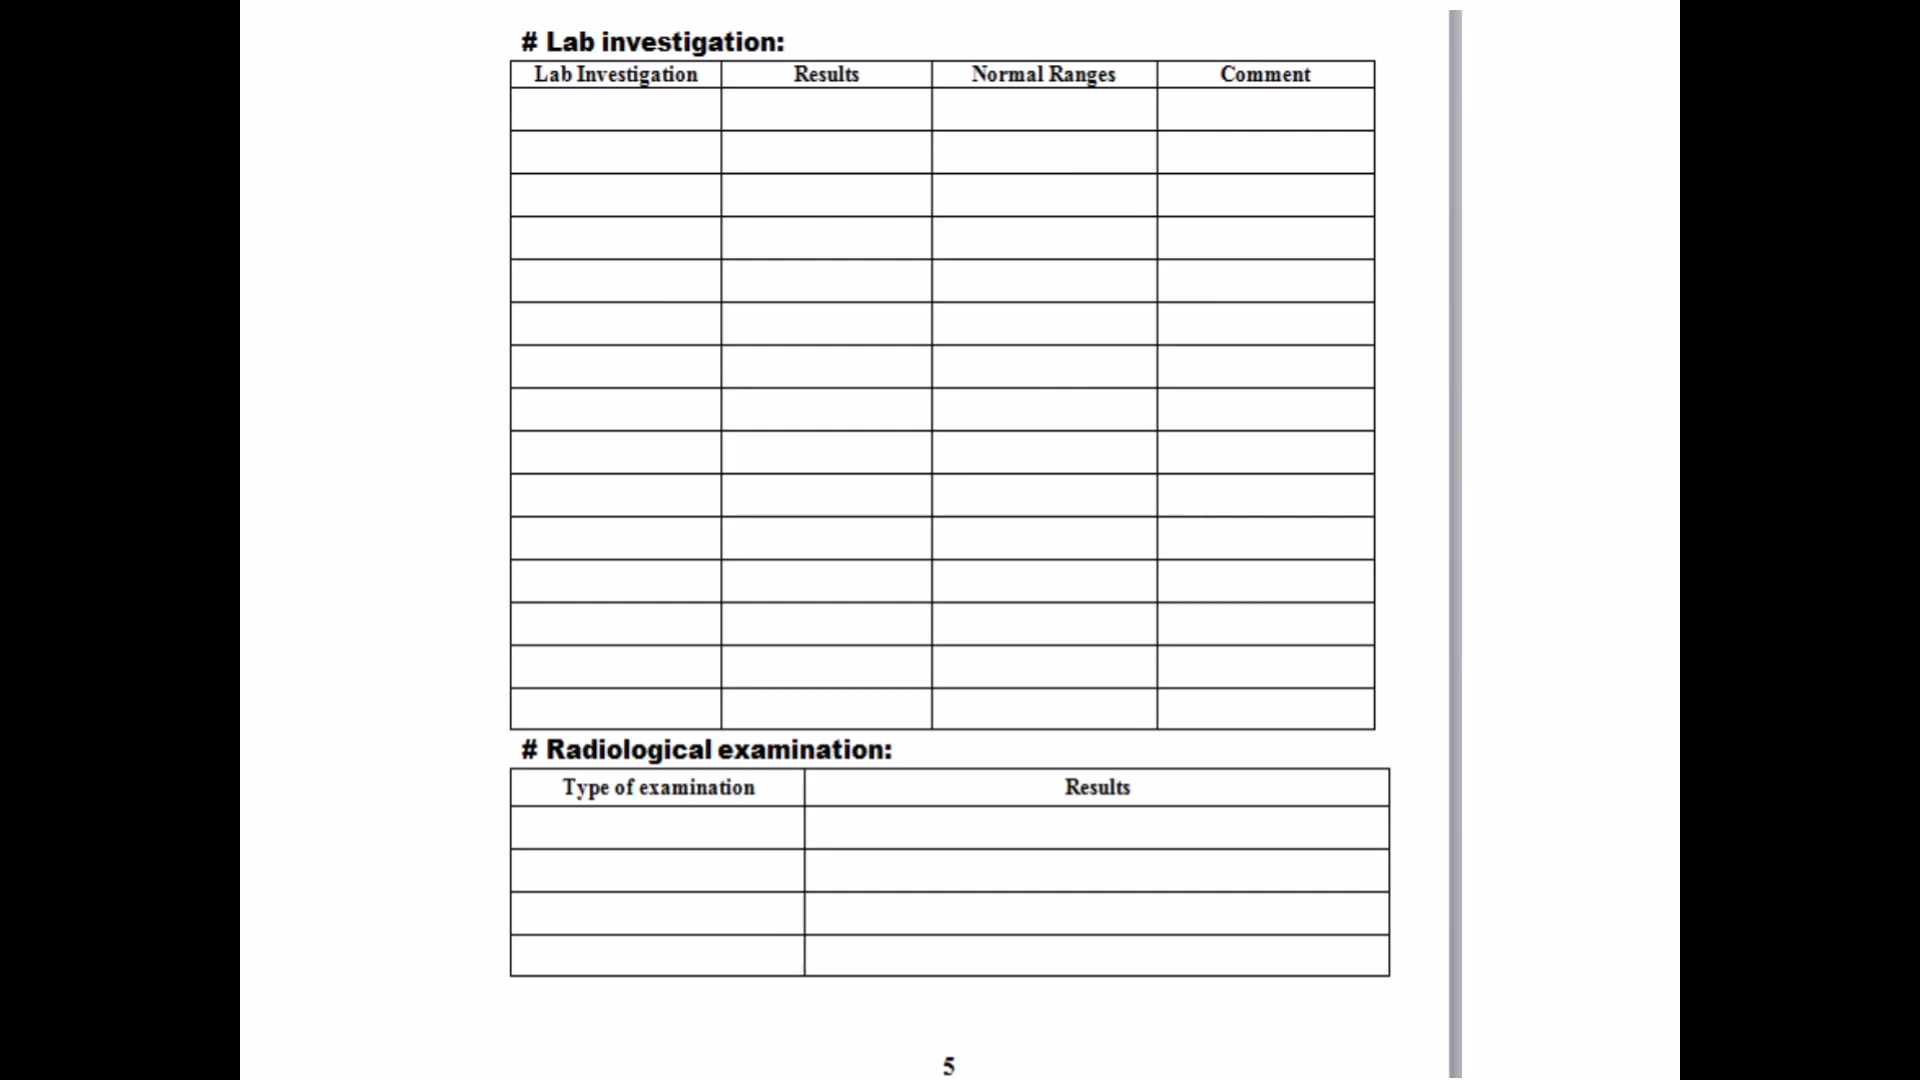 # Lab investigation:
Lab Investigation Results Normal Ranges Comment
# Radiological examination:
Type of examination Results
5